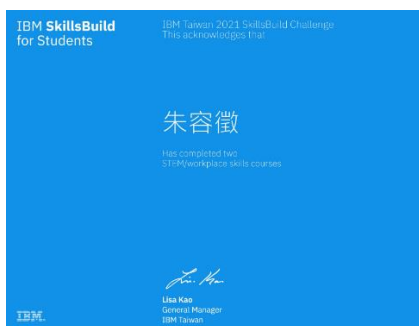 IBM SkillsBuild
for Students
IBM Taiwan 2021 SkillsBuild Challenge
This acknowledges that
朱容徵
Has completed two
STEM/workplace skills courses
Lisa Kao
General Manager
IBM Taiwan
IBM